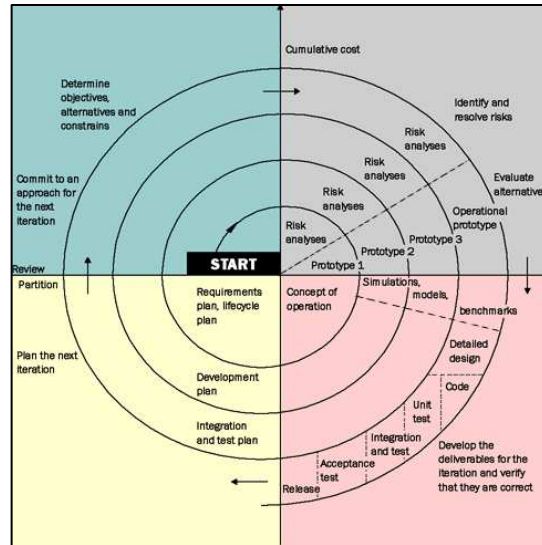 Cumulative cost
Determine
objectives,
alternatives and
constrains
Identify and
resolve risks
Risk
analyses
Risk
analyses
Risk
analyses
Risk
analyses
Commit to an
approach for
the next
iteration
Evaluate
alternative
Operational
prototype
Prototype 3
Prototype 2
Prototype 1
START
Review
Partition
Requirements
plan, lifecycle
plan
Concept of
operation
Simulations,
models,
benchmarks
Plan the next
iteration
Development
plan
Integration
and test plan
Detailed
design
Code
Unit
test
Integration
and test
Acceptance
test
Release
Develop the
deliverables for the
iteration and verify
that they are correct